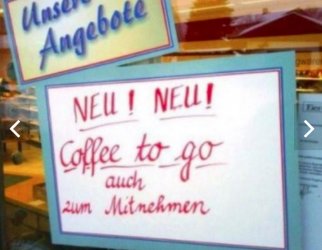 Unsere
Angebote
NEU! NEU!
Coffee to go
auch
zum Mitnehmen